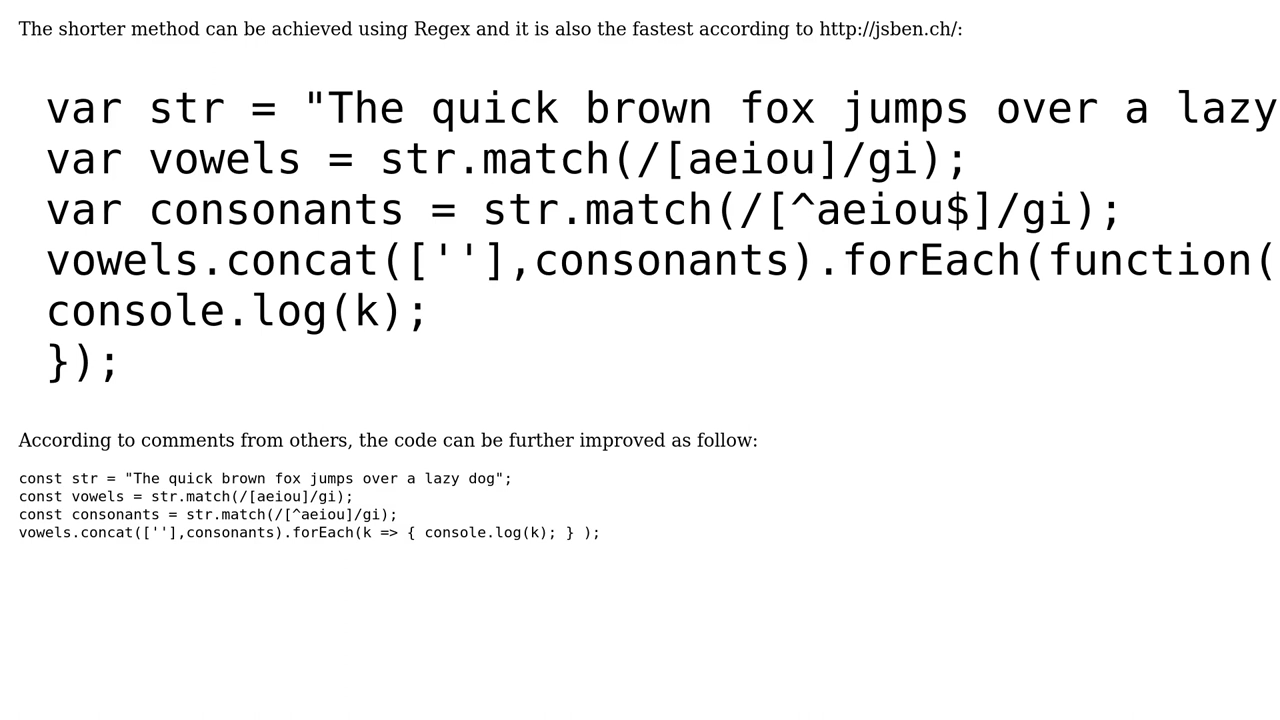 The shorter method can be achieved using Regex and it is also the fastest according to http://jsben.ch/:
var str = "The quick brown fox jumps over a lazy
var vowels = str.match(/[aeiou]/gi);
var consonants = str.match(/[^aeiou$]/gi);
vowels.concat([''],consonants).forEach(function(
console.log(k);
});
According to comments from others, the code can be further improved as follow:
const str = "The quick brown fox jumps over a lazy dog";
const vowels = str.match(/[aeiou]/gi);
const consonants = str.match(/[^aeiou]/gi);
vowels.concat([''],consonants).forEach(k => { console.log(k); } );